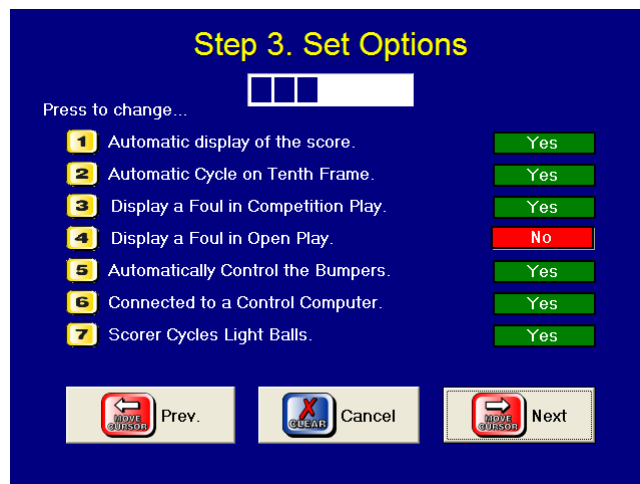 Step 3. Set Options
Press to change...
1 Automatic display of the score. Yes
2 Automatic Cycle on Tenth Frame. Yes
3 Display a Foul in Competition Play. Yes
4 Display a Foul in Open Play. No
5 Automatically Control the Bumpers. Yes
6 Connected to a Control Computer. Yes
7 Scorer Cycles Light Balls. Yes
MOVE CURSOR Prev. X CLEAR Cancel MOVE CURSOR Next